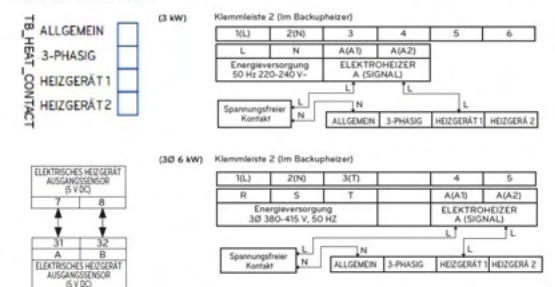 TB_HEAT_CONTACT
ALLGEMEIN
3-PHASIG
HEIZGERÄT 1
HEIZGERÄT 2
(3 kW) Klemmleiste 2 (Im Backupheizer)
1(L) 2(N) 3 4 5 6
L N A(A1) A(A2)
Energieversorgung
50 Hz 220-240 V~
ELEKTROHEIZER
A (SIGNAL)
L L
L
N
Spannungsfreier
Kontakt
ALLGEMEIN 3-PHASIG HEIZGERÄT 1 HEIZGERÄ 2
ELEKTRISCHES HEIZGERÄT
AUSGANGSSENSOR
(5 V DC)
7 8
31 32
A B
ELEKTRISCHES HEIZGERÄT
AUSGANGSSENSOR
(5 V DC)
(3Ø 6 kW) Klemmleiste 2 (Im Backupheizer)
1(L) 2(N) 3(T) 4 5
R S T A(A1) A(A2)
Energieversorgung
3Ø 380-415 V, 50 HZ
ELEKTROHEIZER
A (SIGNAL)
L L
L
N
Spannungsfreier
Kontakt
ALLGEMEIN 3-PHASIG HEIZGERÄT 1 HEIZGERÄ 2